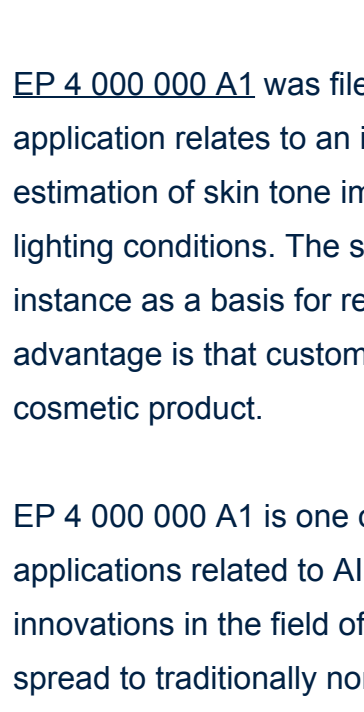 EP 4 000 000 A1 was file
application relates to an i
estimation of skin tone im
lighting conditions. The s
instance as a basis for re
advantage is that custom
cosmetic product.
EP 4 000 000 A1 is one
applications related to AI
innovations in the field of
spread to traditionally no